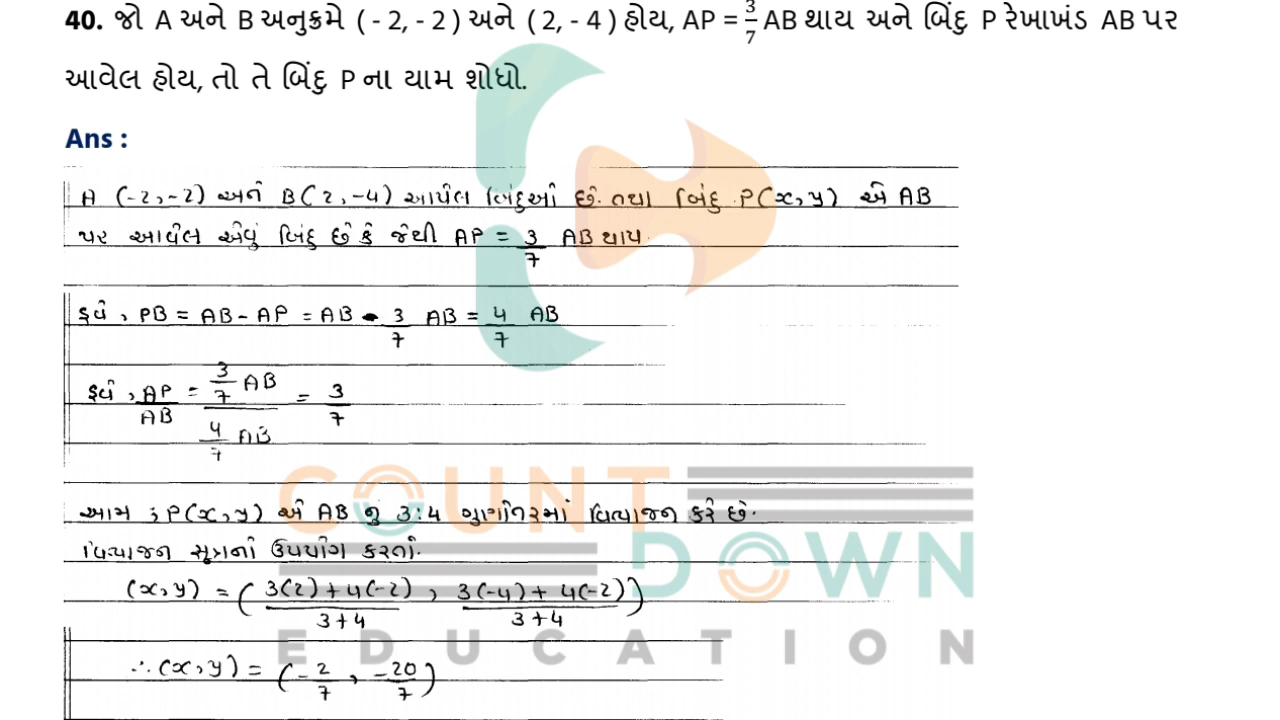 40. જો A અને B અનુક્રમે ( - 2, - 2 ) અને ( 2, - 4 ) હોય, AP = 3/7 AB થાય અને બિંદુ P રેખાખંડ AB પર
આવેલ હોય, તો તે બિંદુ P ના યામ શોધો.
Ans :
A (-2,-2) અને B(2,-4) આપેલ બિંદુઓ છે. તથા બિંદુ P(x,y) એ AB
પર આવેલ એવું બિંદુ છે કે જેથી AP = 3/7 AB થાય.
હવે, PB = AB - AP = AB - 3/7 AB = 4/7 AB
હવે, AP/AB = (3/7 AB)/(4/7 AB) = 3/7
આમ, P(x,y) એ AB નું 3:4 ગુણોત્તરમાં વિભાજન કરે છે.
વિભાજન સૂત્રનો ઉપયોગ કરતાં.
(x,y) = ( (3(2)+4(-2))/(3+4) , (3(-4)+4(-2))/(3+4) )
∴ (x,y) = ( -2/7 , -20/7 )
COUNT
DOWN
EDUCATION